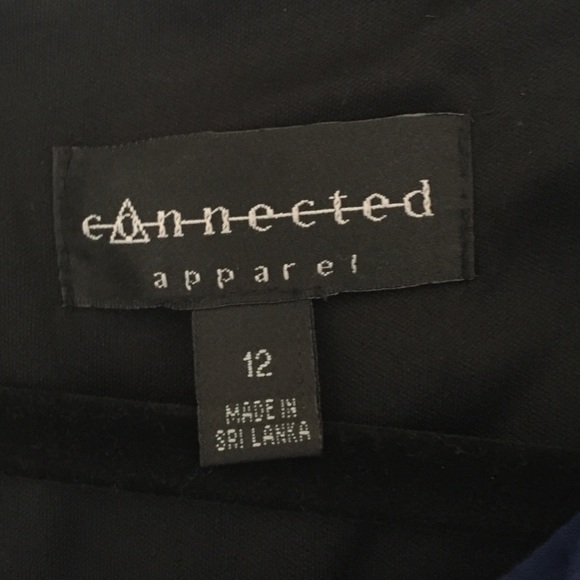 connected
apparel
12
MADE IN
SRI LANKA